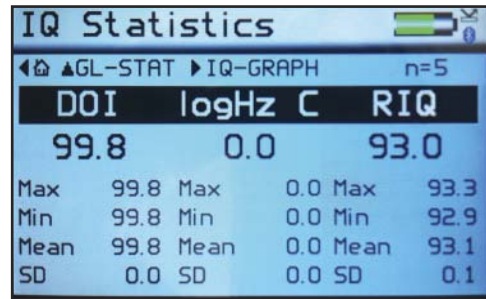 IQ Statistics
GL-STAT IQ-GRAPH n=5
DOI logHz C RIQ
99.8 0.0 93.0
Max 99.8 Max 0.0 Max 93.3
Min 99.8 Min 0.0 Min 92.9
Mean 99.8 Mean 0.0 Mean 93.1
SD 0.0 SD 0.0 SD 0.1